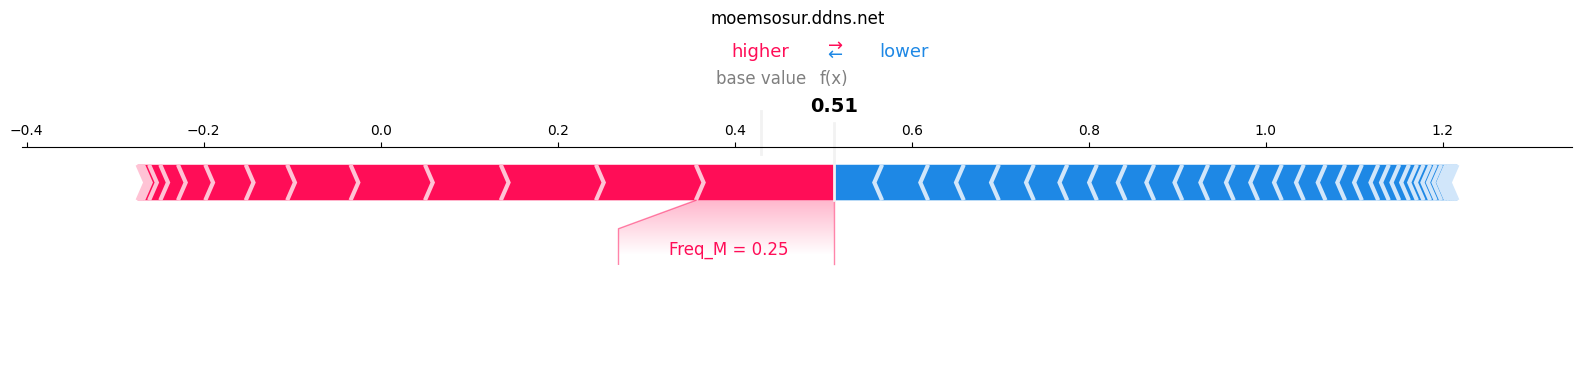 moemsosur.ddns.net
higher ⇄ lower
base value f(x)
0.51
−0.4 −0.2 0.0 0.2 0.4 0.6 0.8 1.0 1.2
Freq_M = 0.25